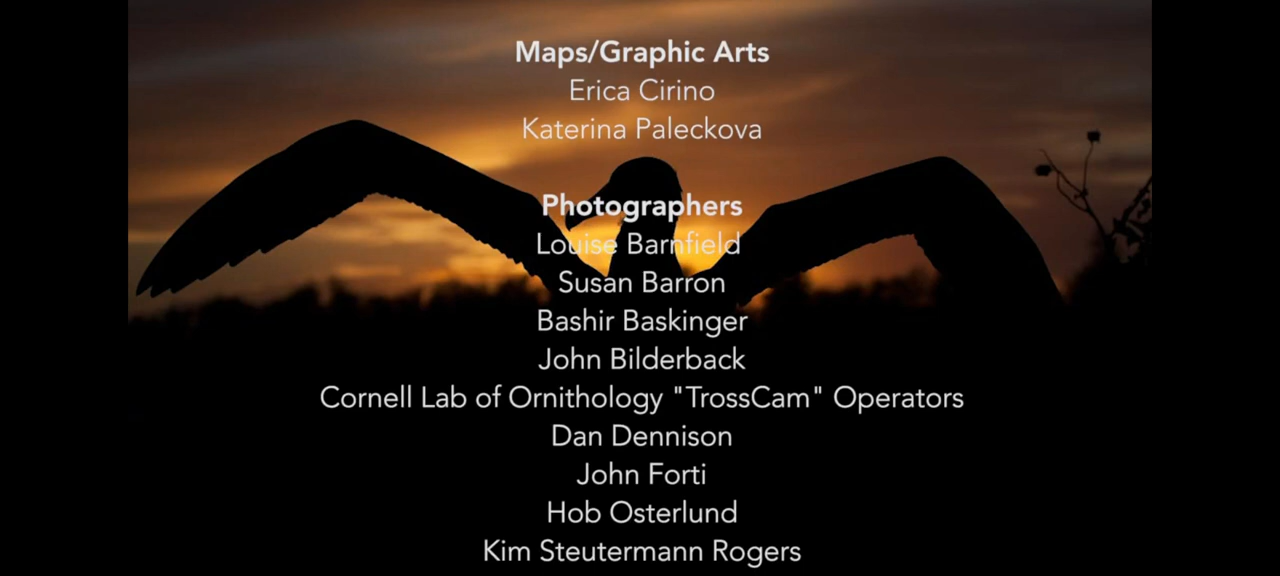 Maps/Graphic Arts
Erica Cirino
Katerina Paleckova
Photographers
Louise Barnfield
Susan Barron
Bashir Baskinger
John Bilderback
Cornell Lab of Ornithology "TrossCam" Operators
Dan Dennison
John Forti
Hob Osterlund
Kim Steutermann Rogers